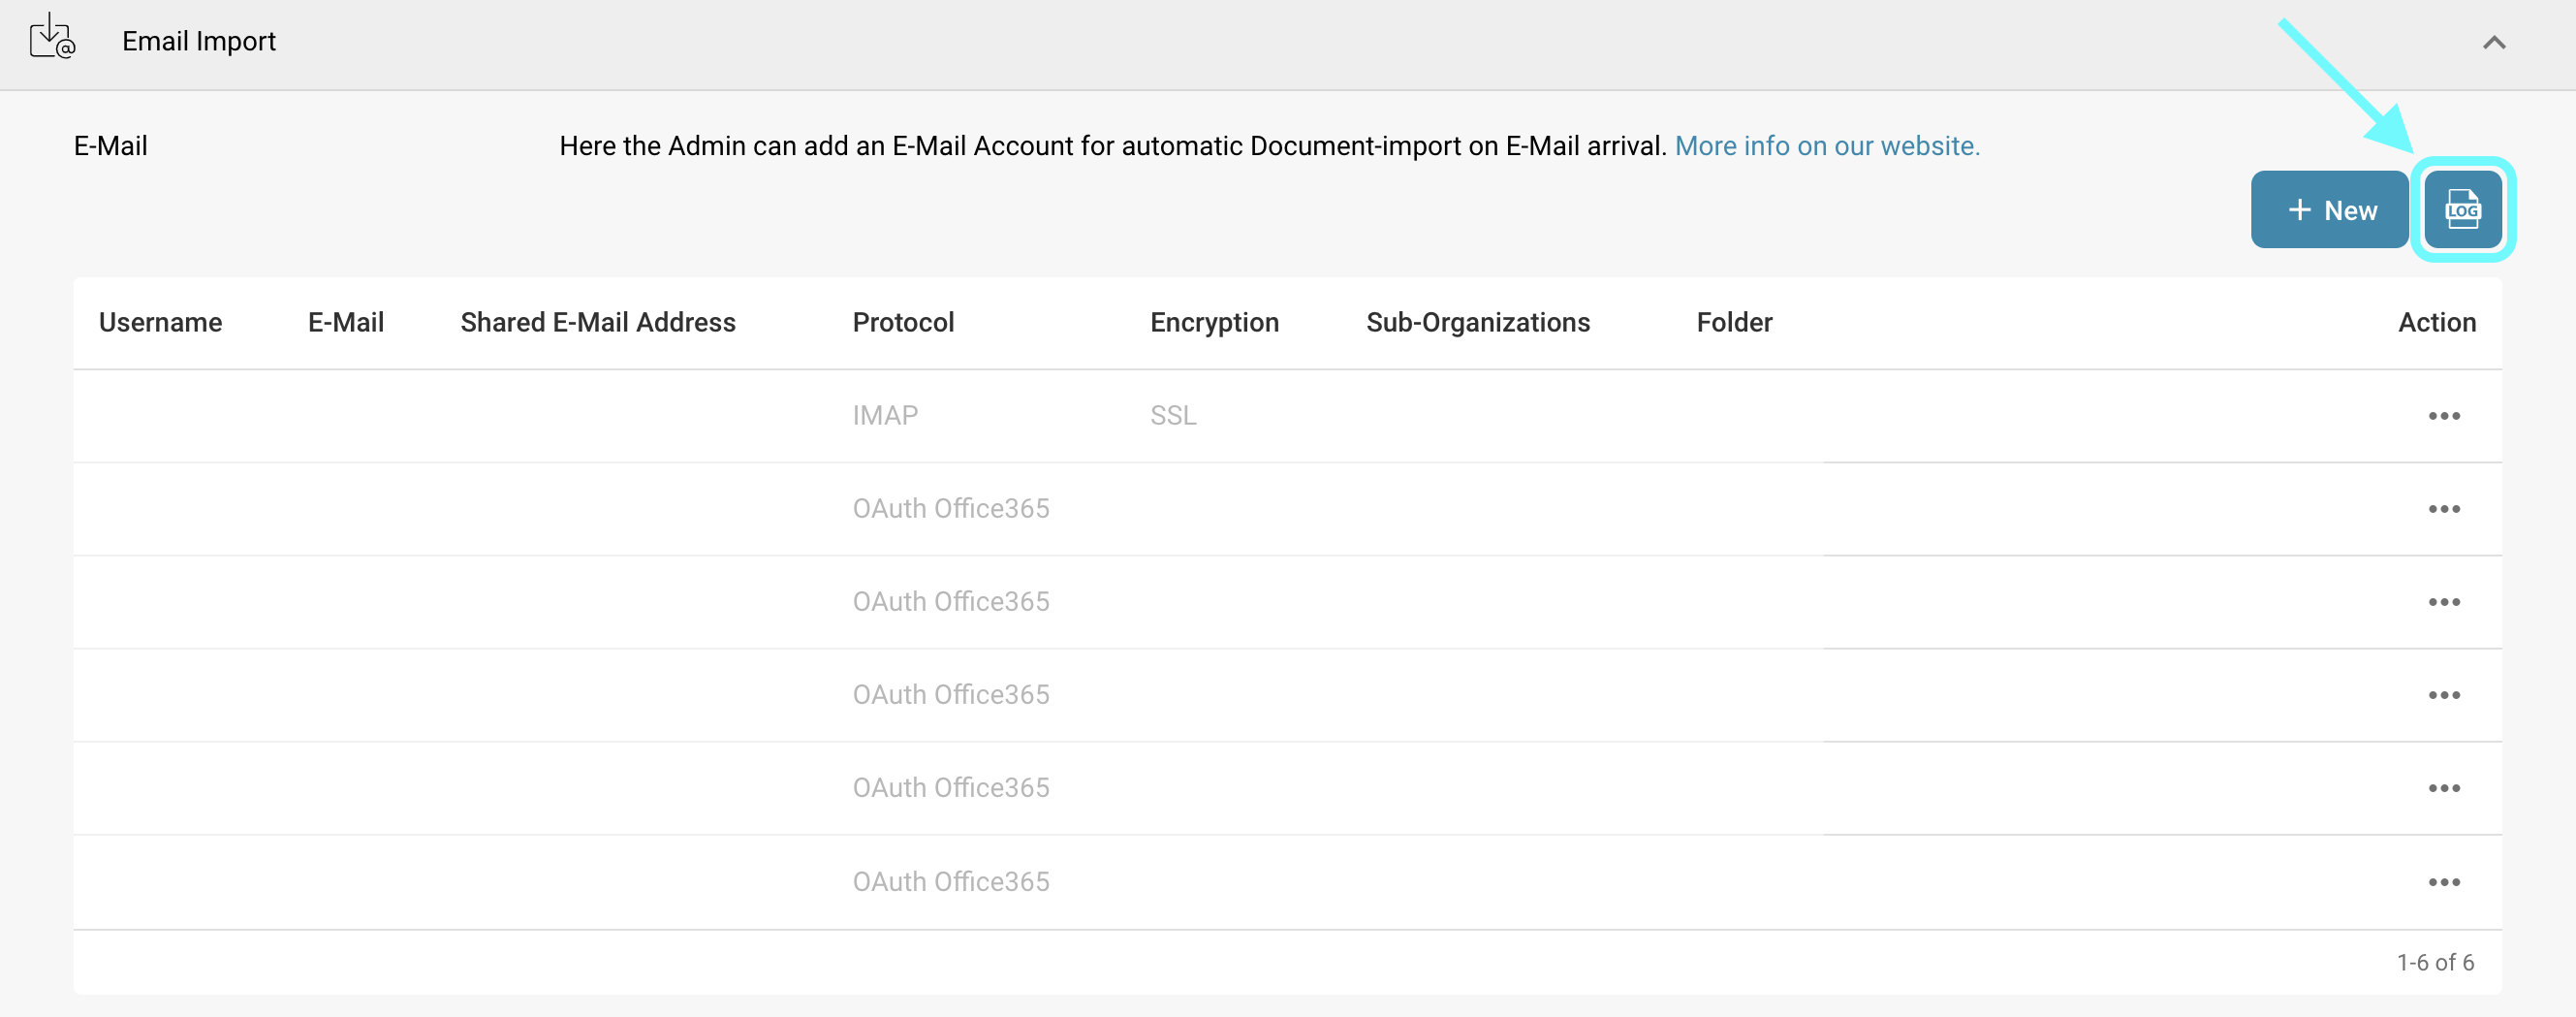 Email Import
E-Mail
Here the Admin can add an E-Mail Account for automatic Document-import on E-Mail arrival. More info on our website.
+ New
LOG
Username E-Mail Shared E-Mail Address Protocol Encryption Sub-Organizations Folder Action
IMAP SSL
OAuth Office365
OAuth Office365
OAuth Office365
OAuth Office365
OAuth Office365
1-6 of 6